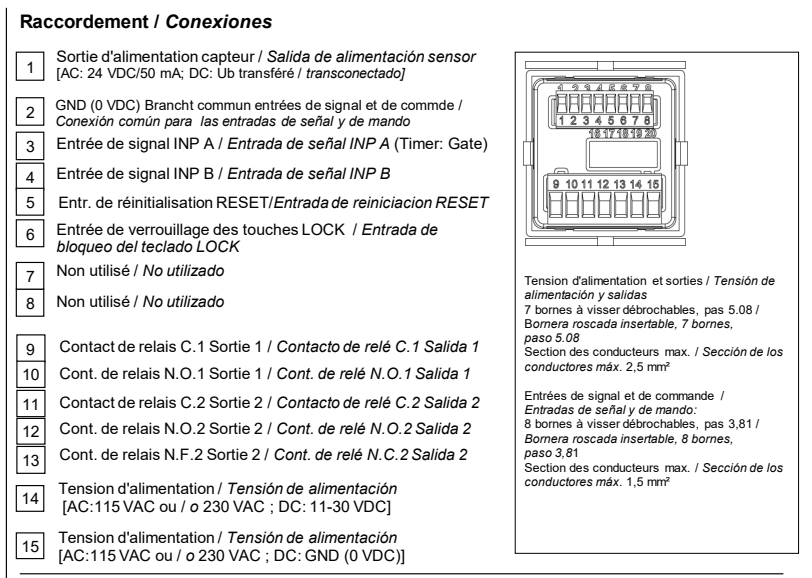 Raccordement / Conexiones
1
Sortie d'alimentation capteur / Salida de alimentación sensor
[AC: 24 VDC/50 mA; DC: Ub transféré / transconectado]
2
GND (0 VDC) Brancht commun entrées de signal et de commde /
Conexión común para las entradas de señal y de mando
3
Entrée de signal INP A / Entrada de señal INP A (Timer: Gate)
4
Entrée de signal INP B / Entrada de señal INP B
5
Entr. de réinitialisation RESET/Entrada de reiniciacion RESET
6
Entrée de verrouillage des touches LOCK / Entrada de
bloqueo del teclado LOCK
7
Non utilisé / No utilizado
8
Non utilisé / No utilizado
9
Contact de relais C.1 Sortie 1 / Contacto de relé C.1 Salida 1
10
Cont. de relais N.O.1 Sortie 1 / Cont. de relé N.O.1 Salida 1
11
Contact de relais C.2 Sortie 2 / Contacto de relé C.2 Salida 2
12
Cont. de relais N.O.2 Sortie 2 / Cont. de relé N.O.2 Salida 2
13
Cont. de relais N.F.2 Sortie 2 / Cont. de relé N.C.2 Salida 2
14
Tension d'alimentation / Tensión de alimentación
[AC:115 VAC ou / o 230 VAC ; DC: 11-30 VDC]
15
Tension d'alimentation / Tensión de alimentación
[AC:115 VAC ou / o 230 VAC ; DC: GND (0 VDC)]
1 2 3 4 5 6 7 8
1 2 3 4 5 6 7 8
16 17 18 19 20
9 10 11 12 13 14 15
Tension d'alimentation et sorties / Tensión de
alimentación y salidas
7 bornes à visser débrochables, pas 5.08 /
Bornera roscada insertable, 7 bornes,
paso 5.08
Section des conducteurs max. / Sección de los
conductores máx. 2,5 mm²
Entrées de signal et de commande /
Entradas de señal y de mando:
8 bornes à visser débrochables, pas 3,81 /
Bornera roscada insertable, 8 bornes,
paso 3,81
Section des conducteurs max. / Sección de los
conductores máx. 1,5 mm²